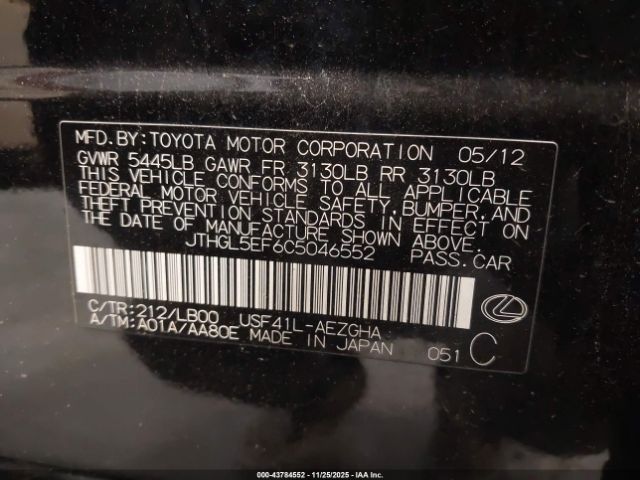 MFD.BY:TOYOTA MOTOR CORPORATION 05/12
GVWR 5445LB GAWR FR 3130LB RR 3130LB
THIS VEHICLE CONFORMS TO ALL APPLICABLE
FEDERAL MOTOR VEHICLE SAFETY, BUMPER, AND
THEFT PREVENTION STANDARDS IN EFFECT ON
THE DATE OF MANUFACTURE SHOWN ABOVE.
JTHGL5EF6C5046552 PASS.CAR
C/TR:212/LB00 USF41L-AEZGHA
A/TM:A01A/AA80E MADE IN JAPAN 051 C
000-43784552 - 11/25/2025 - IAAI.CA